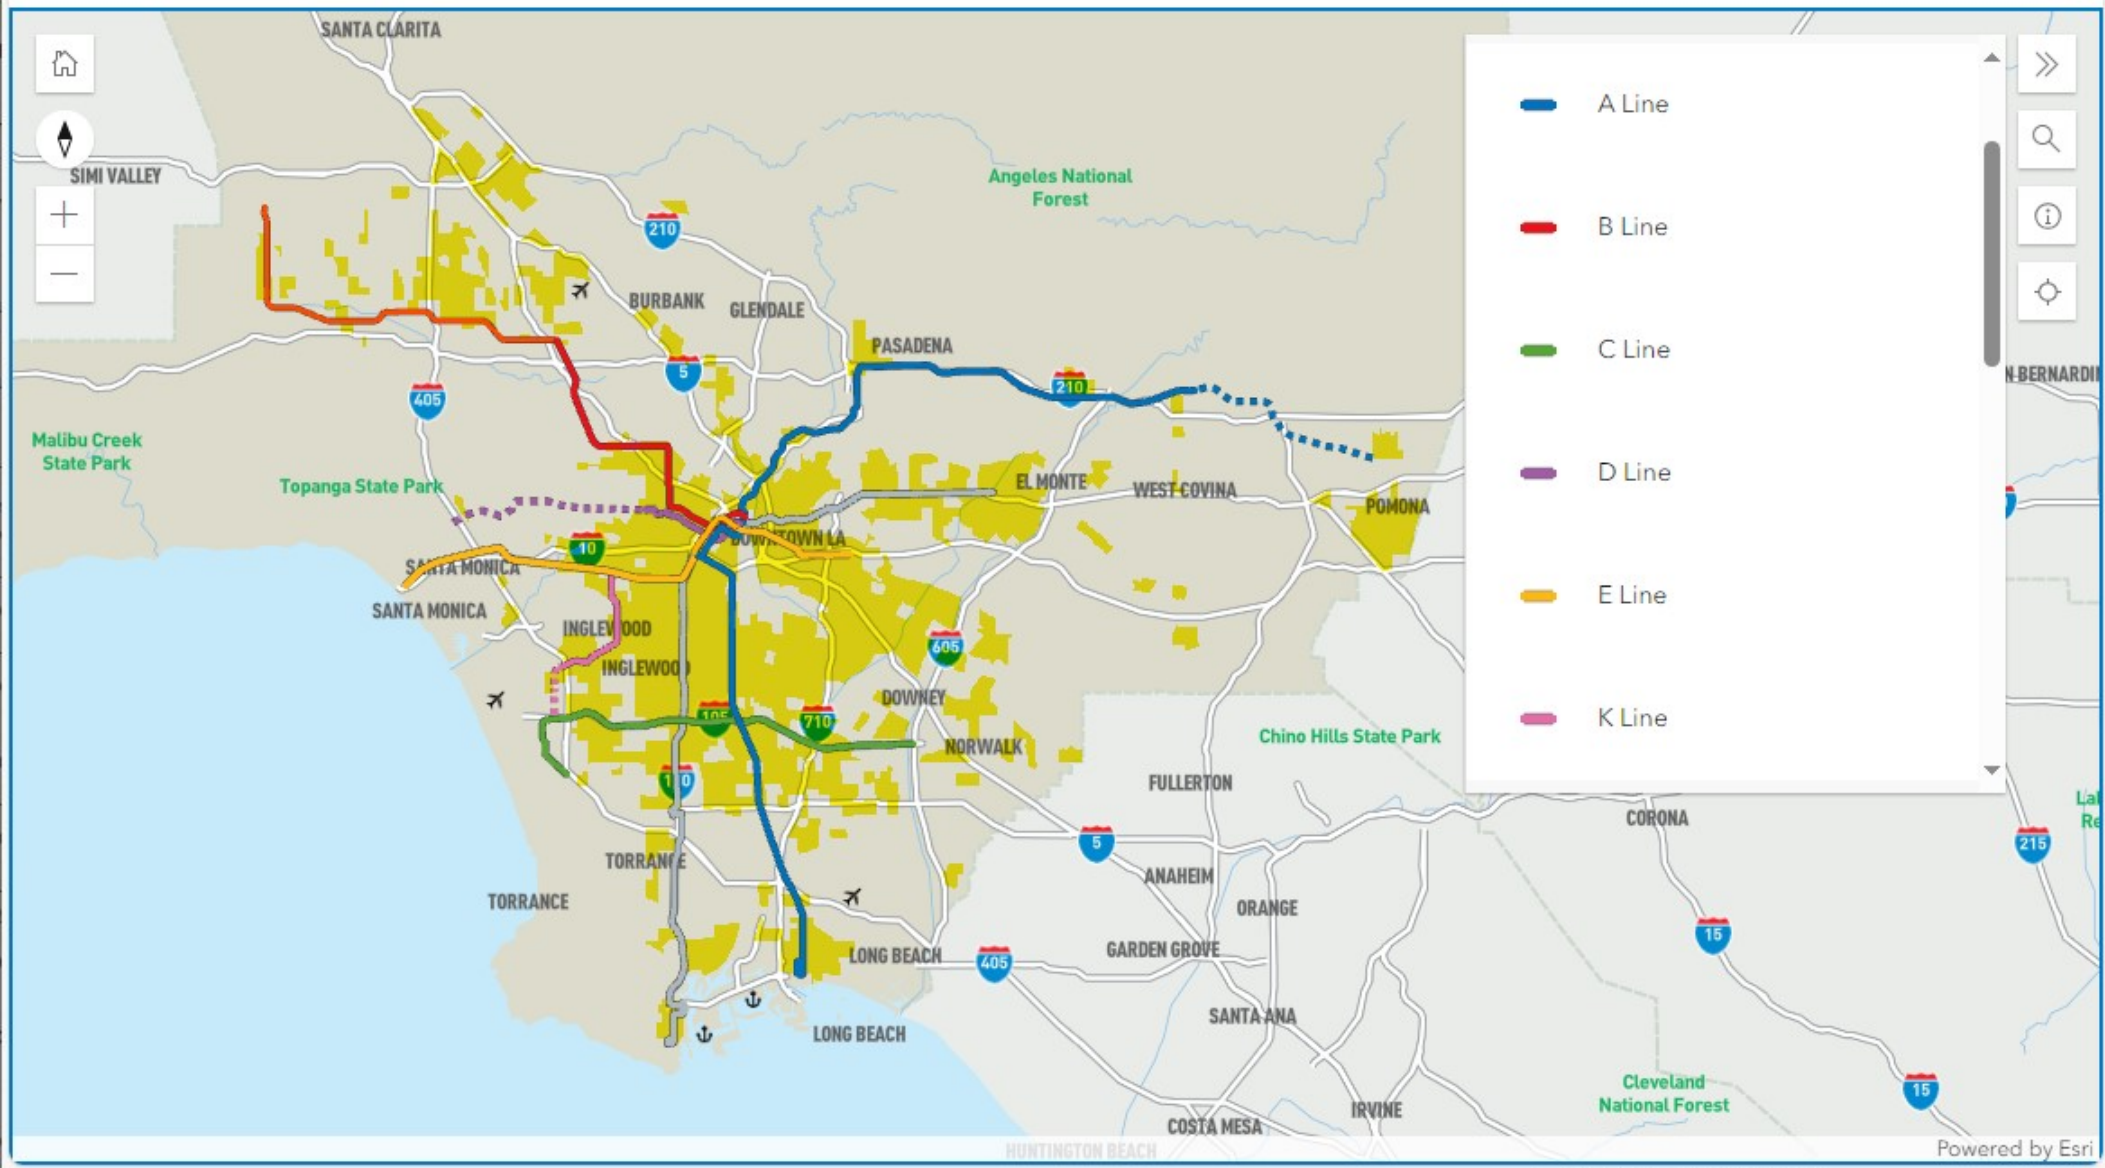 SANTA CLARITA
SIMI VALLEY
Angeles National
Forest
210
BURBANK
GLENDALE
PASADENA
5
210
405
Malibu Creek
State Park
Topanga State Park
EL MONTE
WEST COVINA
POMONA
10
DOWNTOWN LA
SANTA MONICA
SANTA MONICA
INGLEWOOD
INGLEWOOD
605
DOWNEY
105
710
NORWALK
Chino Hills State Park
FULLERTON
CORONA
5
215
TORRANCE
ANAHEIM
TORRANCE
ORANGE
15
GARDEN GROVE
LONG BEACH
405
SANTA ANA
LONG BEACH
Cleveland
National Forest
15
IRVINE
COSTA MESA
HUNTINGTON BEACH
Powered by Esri
A Line
B Line
C Line
D Line
E Line
K Line
N BERNARDI